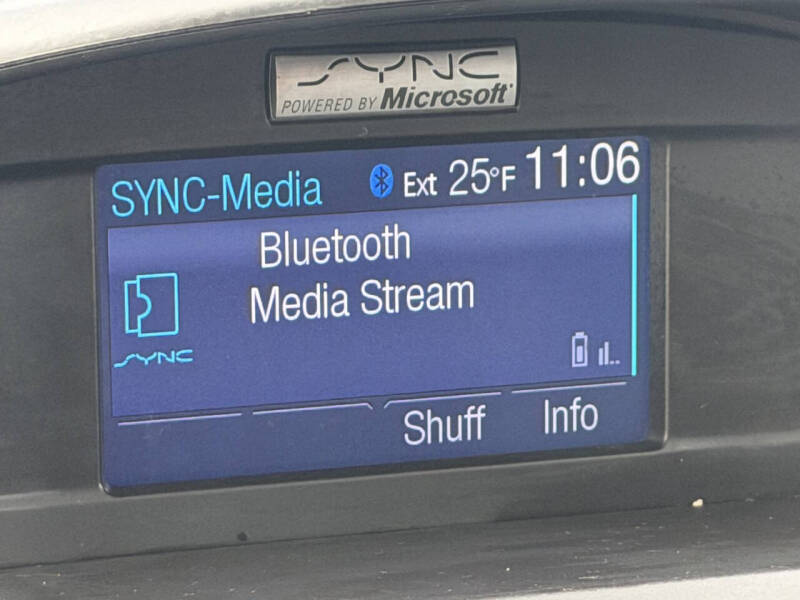 SYNC
POWERED BY Microsoft
SYNC-Media Ext 25°F 11:06
Bluetooth
Media Stream
SYNC
Shuff Info